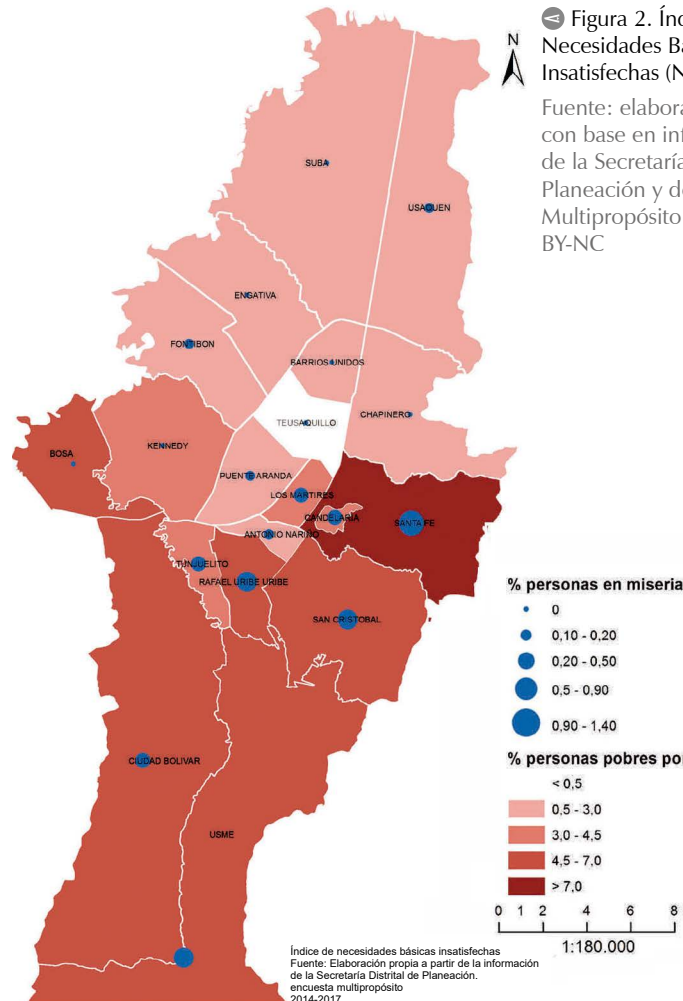 Figura 2. Índ
Necesidades Ba
Insatisfechas (N
Fuente: elabora
con base en inf
de la Secretaría
Planeación y de
Multipropósito
BY-NC
N
SUBA
USAQUEN
ENGATIVA
FONTIBON
BARRIOS UNIDOS
TEUSAQUILLO
CHAPINERO
BOSA
KENNEDY
PUENTE ARANDA
LOS MARTIRES
CANDELARIA
SANTA FE
ANTONIO NARIÑO
TUNJUELITO
RAFAEL URIBE URIBE
SAN CRISTOBAL
CIUDAD BOLIVAR
USME
% personas en miseria
0
0,10 - 0,20
0,20 - 0,50
0,5 - 0,90
0,90 - 1,40
% personas pobres por
< 0,5
0,5 - 3,0
3,0 - 4,5
4,5 - 7,0
> 7,0
0 1 2 4 6 8
1:180.000
Índice de necesidades básicas insatisfechas
Fuente: Elaboración propia a partir de la información
de la Secretaría Distrital de Planeación.
encuesta multipropósito
2014-2017